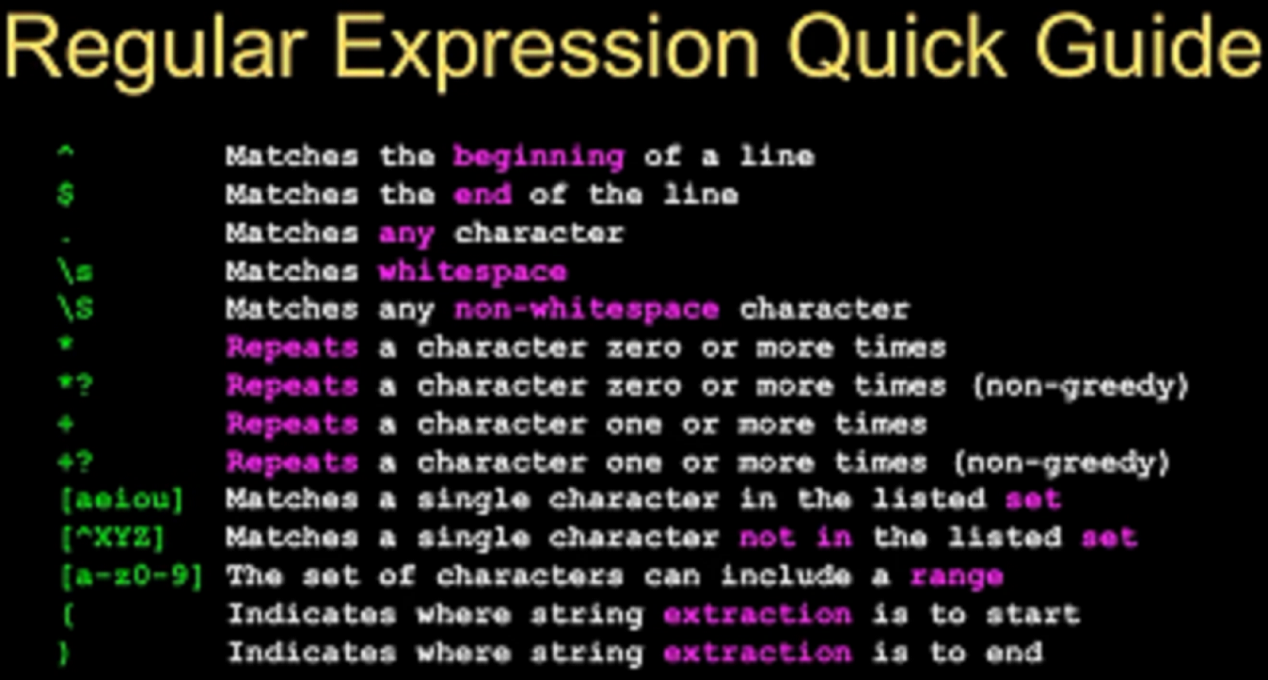 Regular Expression Quick Guide
^ Matches the beginning of a line
$ Matches the end of the line
. Matches any character
\s Matches whitespace
\S Matches any non-whitespace character
* Repeats a character zero or more times
*? Repeats a character zero or more times (non-greedy)
+ Repeats a character one or more times
+? Repeats a character one or more times (non-greedy)
[aeiou] Matches a single character in the listed set
[^XYZ] Matches a single character not in the listed set
[a-z0-9] The set of characters can include a range
( Indicates where string extraction is to start
) Indicates where string extraction is to end